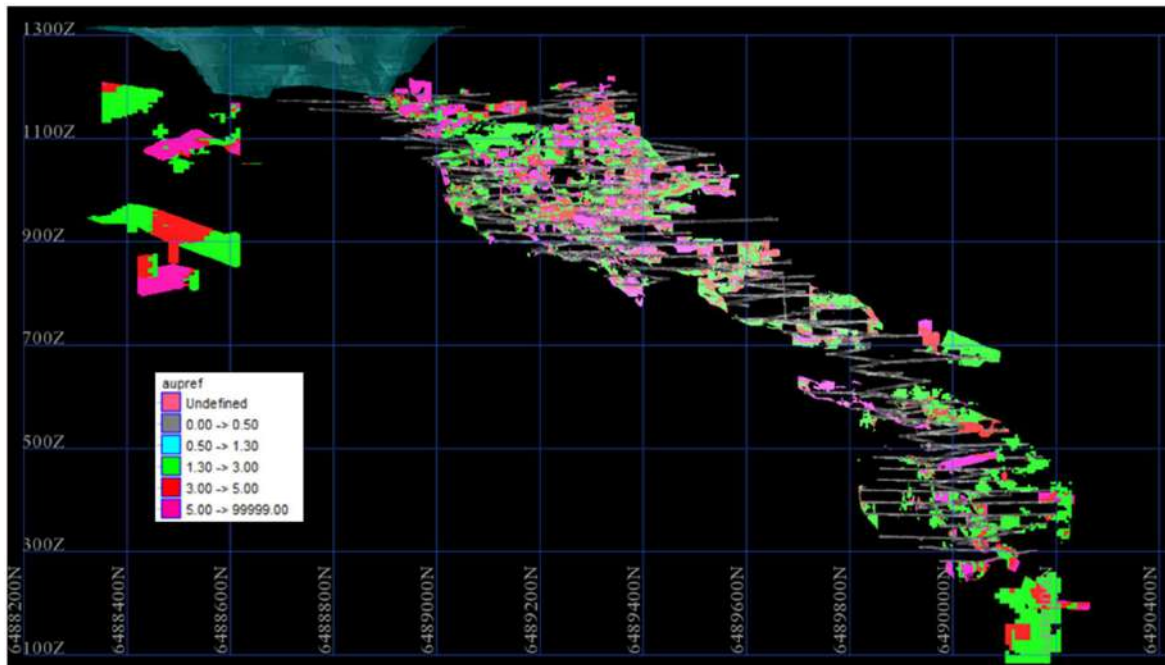 1300Z
1100Z
900Z
700Z
aupref
Undefined
0.00 -> 0.50
0.50 -> 1.30
1.30 -> 3.00
3.00 -> 5.00
5.00 -> 99999.00
500Z
300Z
100Z
6488200N
6488400N
6488600N
6488800N
6489000N
6489200N
6489400N
6489600N
6489800N
6490000N
6490200N
6490400N